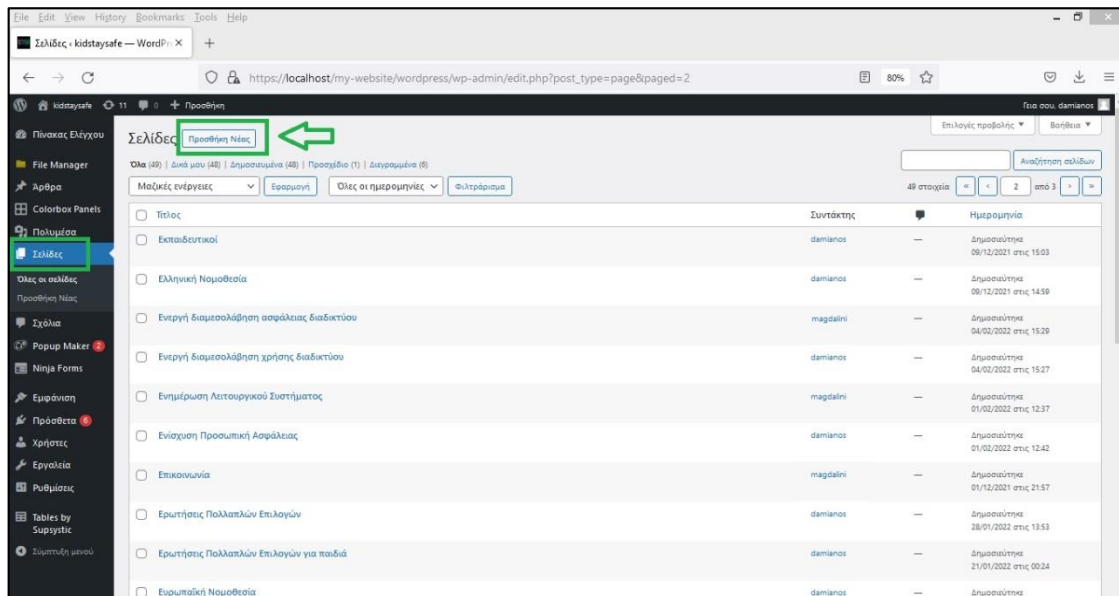 File Edit View History Bookmarks Tools Help
Σελίδες ‹ kidstaysafe — WordPr × +
https://localhost/my-website/wordpress/wp-admin/edit.php?post_type=page&paged=2 80%
kidstaysafe 11 0 + Προσθήκη Γεια σου, damianos
Επιλογές προβολής ▼ Βοήθεια ▼
Πίνακας Ελέγχου
File Manager
Άρθρα
Colorbox Panels
Πολυμέσα
Σελίδες
Όλες οι σελίδες
Προσθήκη Νέας
Σχόλια
Popup Maker 2
Ninja Forms
Εμφάνιση
Πρόσθετα 6
Χρήστες
Εργαλεία
Ρυθμίσεις
Tables by
Supsystic
Σύμπτυξη μενού
Σελίδες Προσθήκη Νέας
Όλα (49) | Δικά μου (48) | Δημοσιευμένα (48) | Προσχέδιο (1) | Διεγραμμένα (6)
Αναζήτηση σελίδων
Μαζικές ενέργειες Εφαρμογή Όλες οι ημερομηνίες Φιλτράρισμα 49 στοιχεία « ‹ 2 από 3 › »
Τίτλος Συντάκτης Ημερομηνία
Εκπαιδευτικοί damianos — Δημοσιεύτηκε
09/12/2021 στις 15:03
Ελληνική Νομοθεσία damianos — Δημοσιεύτηκε
09/12/2021 στις 14:59
Ενεργή διαμεσολάβηση ασφάλειας διαδικτύου magdalini — Δημοσιεύτηκε
04/02/2022 στις 15:29
Ενεργή διαμεσολάβηση χρήσης διαδικτύου damianos — Δημοσιεύτηκε
04/02/2022 στις 15:27
Ενημέρωση Λειτουργικού Συστήματος magdalini — Δημοσιεύτηκε
01/02/2022 στις 12:37
Ενίσχυση Προσωπική Ασφάλειας damianos — Δημοσιεύτηκε
01/02/2022 στις 12:42
Επικοινωνία magdalini — Δημοσιεύτηκε
01/12/2021 στις 21:57
Ερωτήσεις Πολλαπλών Επιλογών damianos — Δημοσιεύτηκε
28/01/2022 στις 13:53
Ερωτήσεις Πολλαπλών Επιλογών για παιδιά damianos — Δημοσιεύτηκε
21/01/2022 στις 00:24
Ευρωπαϊκή Νομοθεσία damianos — Δημοσιεύτηκε